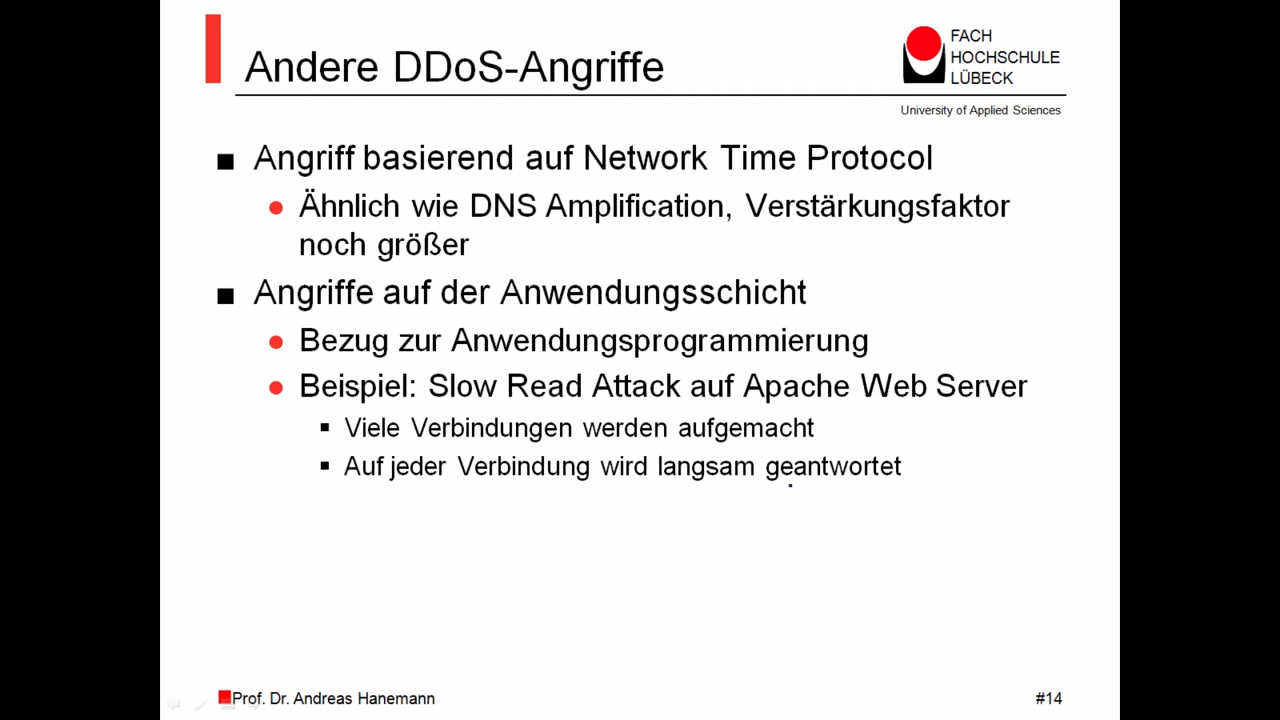 Andere DDoS-Angriffe
FACH
HOCHSCHULE
LÜBECK
University of Applied Sciences
Angriff basierend auf Network Time Protocol
Ähnlich wie DNS Amplification, Verstärkungsfaktor
noch größer
Angriffe auf der Anwendungsschicht
Bezug zur Anwendungsprogrammierung
Beispiel: Slow Read Attack auf Apache Web Server
Viele Verbindungen werden aufgemacht
Auf jeder Verbindung wird langsam geantwortet
Prof. Dr. Andreas Hanemann
#14